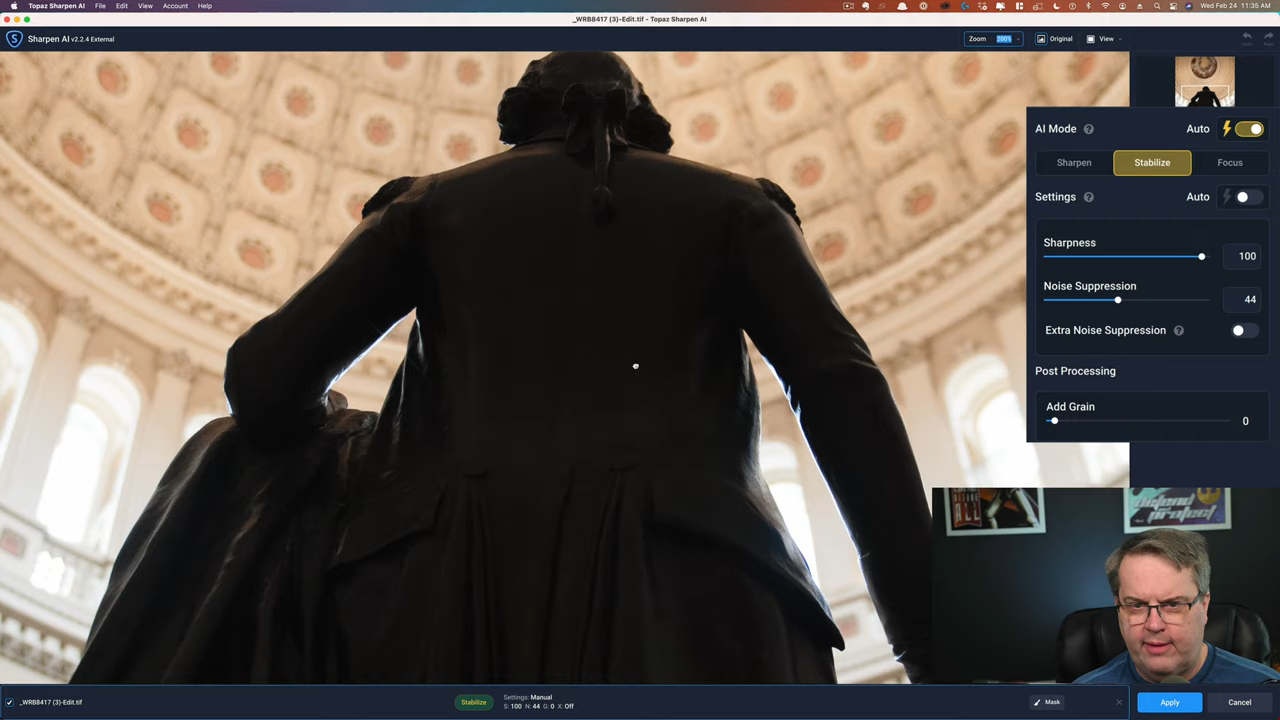 Topaz Sharpen AI File Edit View Account Help Wed Feb 24 11:35 AM
_WRB8417 (3)-Edit.tif - Topaz Sharpen AI
Sharpen AI v2.2.4 External Zoom 200% Original View
AI Mode ? Auto
Sharpen Stabilize Focus
Settings ? Auto
Sharpness
100
Noise Suppression
44
Extra Noise Suppression ?
Post Processing
Add Grain
0
defend
protect
ALL
_WRB8417 (3)-Edit.tif Stabilize Settings: Manual
S: 100 N: 44 G: 0 X: Off
Mask Apply Cancel